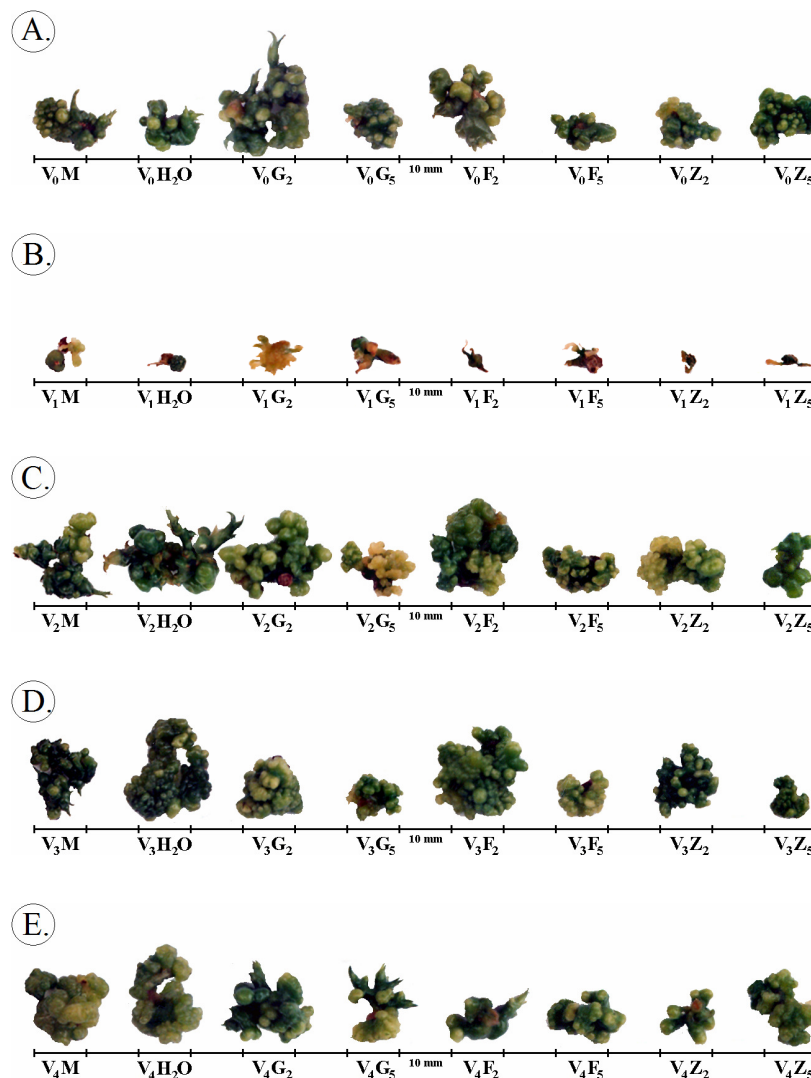 A.
V₀M V₀H₂O V₀G₂ V₀G₅ 10 mm V₀F₂ V₀F₅ V₀Z₂ V₀Z₅
B.
V₁M V₁H₂O V₁G₂ V₁G₅ 10 mm V₁F₂ V₁F₅ V₁Z₂ V₁Z₅
C.
V₂M V₂H₂O V₂G₂ V₂G₅ 10 mm V₂F₂ V₂F₅ V₂Z₂ V₂Z₅
D.
V₃M V₃H₂O V₃G₂ V₃G₅ 10 mm V₃F₂ V₃F₅ V₃Z₂ V₃Z₅
E.
V₄M V₄H₂O V₄G₂ V₄G₅ 10 mm V₄F₂ V₄F₅ V₄Z₂ V₄Z₅